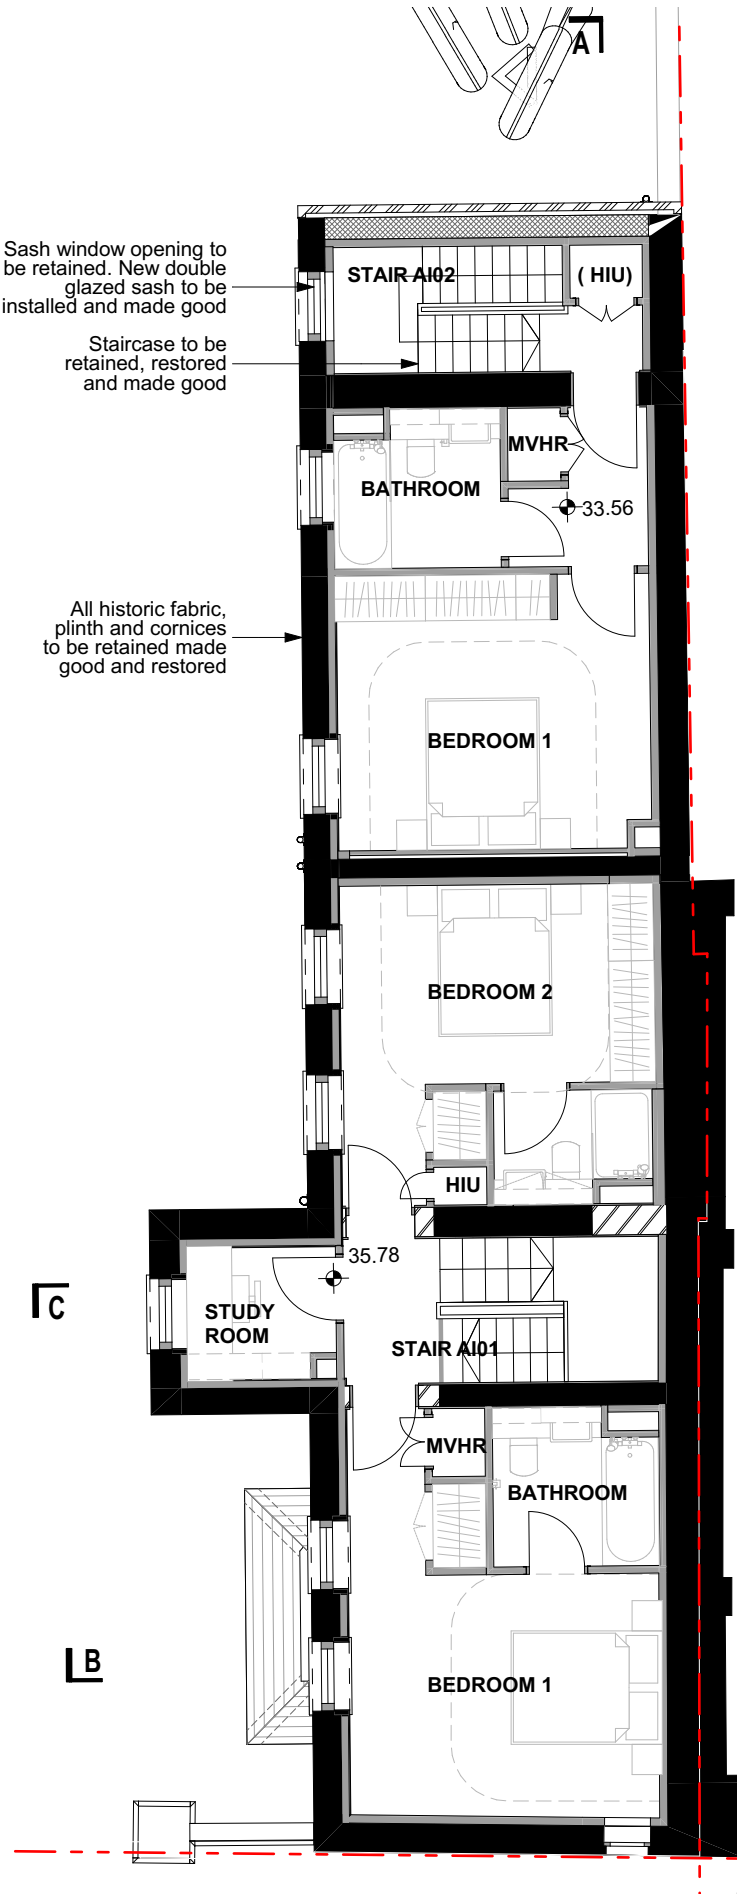 A
Sash window opening to
be retained. New double
glazed sash to be
installed and made good
STAIR AI02
( HIU)
Staircase to be
retained, restored
and made good
MVHR
BATHROOM
33.56
All historic fabric,
plinth and cornices
to be retained made
good and restored
BEDROOM 1
BEDROOM 2
HIU
35.78
C
STUDY
ROOM
STAIR AI01
MVHR
BATHROOM
B
BEDROOM 1